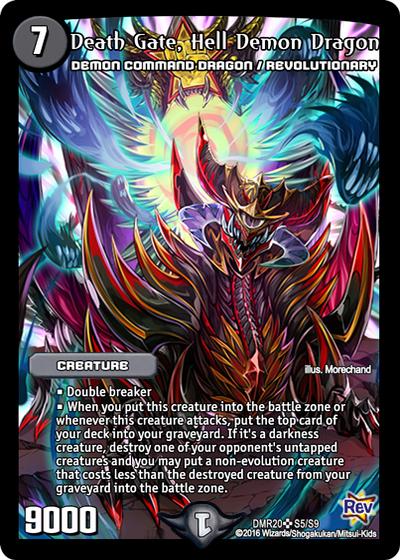 7
Death Gate, Hell Demon Dragon
DEMON COMMAND DRAGON / REVOLUTIONARY
CREATURE
illus. Morechand
▪ Double breaker
▪ When you put this creature into the battle zone or
whenever this creature attacks, put the top card of
your deck into your graveyard. If it's a darkness
creature, destroy one of your opponent's untapped
creatures and you may put a non-evolution creature
that costs less than the destroyed creature from your
graveyard into the battle zone.
Rev
9000
1
DMR20 S5/S9
©2016 Wizards/Shogakukan/Mitsui-Kids